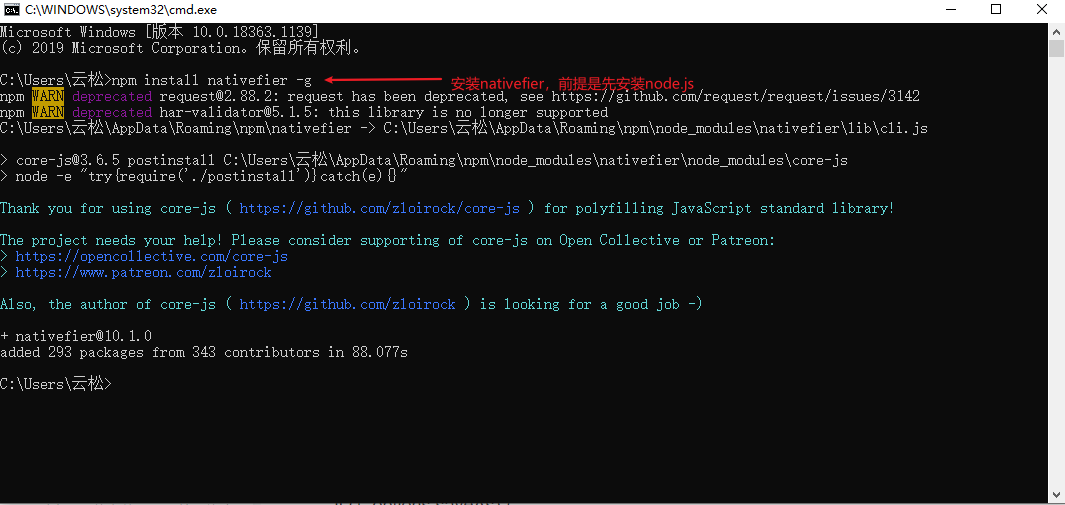 C:\WINDOWS\system32\cmd.exe
Microsoft Windows [版本 10.0.18363.1139]
(c) 2019 Microsoft Corporation。保留所有权利。
C:\Users\云松>npm install nativefier -g
安装nativefier，前提是先安装node.js
npm WARN deprecated request@2.88.2: request has been deprecated, see https://github.com/request/request/issues/3142
npm WARN deprecated har-validator@5.1.5: this library is no longer supported
C:\Users\云松\AppData\Roaming\npm\nativefier -> C:\Users\云松\AppData\Roaming\npm\node_modules\nativefier\lib\cli.js
> core-js@3.6.5 postinstall C:\Users\云松\AppData\Roaming\npm\node_modules\nativefier\node_modules\core-js
> node -e "try{require('./postinstall')}catch(e){}"
Thank you for using core-js ( https://github.com/zloirock/core-js ) for polyfilling JavaScript standard library!
The project needs your help! Please consider supporting of core-js on Open Collective or Patreon:
> https://opencollective.com/core-js
> https://www.patreon.com/zloirock
Also, the author of core-js ( https://github.com/zloirock ) is looking for a good job -)
+ nativefier@10.1.0
added 293 packages from 343 contributors in 88.077s
C:\Users\云松>